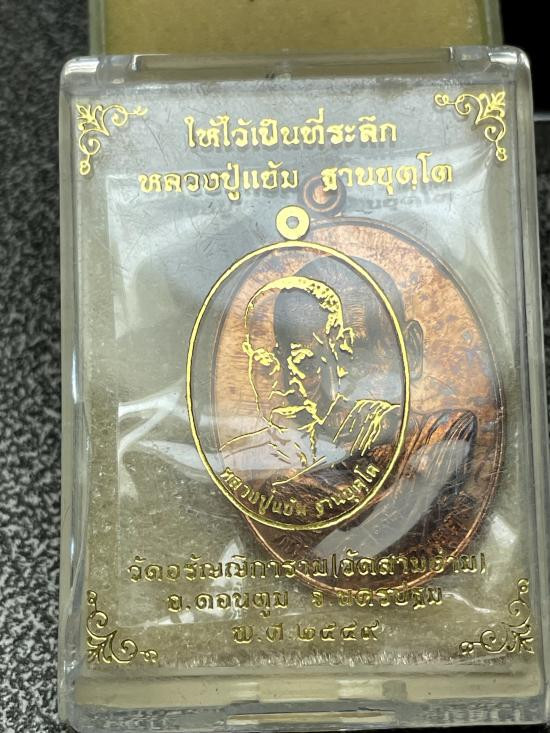 ให้ไว้เป็นที่ระลึก
หลวงปู่แย้ม ฐานยุตฺโต
หลวงปู่แย้ม ฐานยุตฺโต
วัดอรัญญิการาม(วัดสามง่าม)
อ.ดอนตูม จ.นครปฐม
พ.ศ.๒๕๕๙